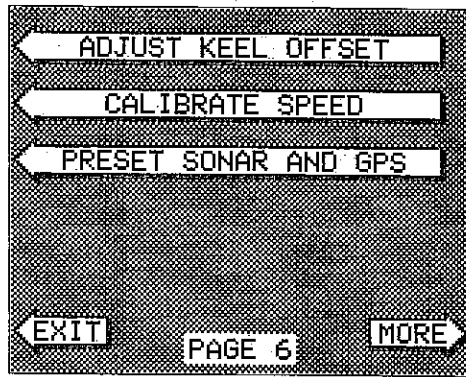 ADJUST KEEL OFFSET
CALIBRATE SPEED
PRESET SONAR AND GPS
EXIT
PAGE 6
MORE